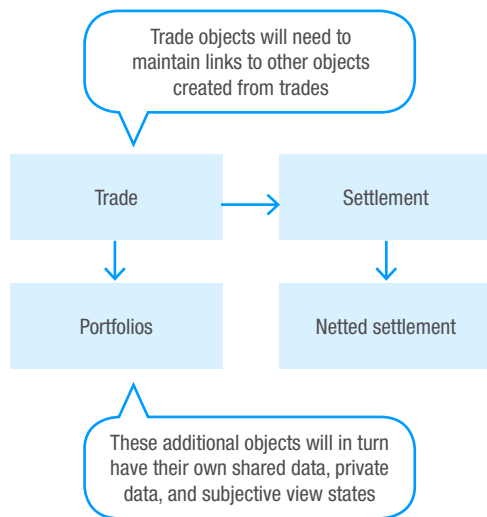 Trade objects will need to
maintain links to other objects
created from trades
Trade
Settlement
Portfolios
Netted settlement
These additional objects will in turn
have their own shared data, private
data, and subjective view states